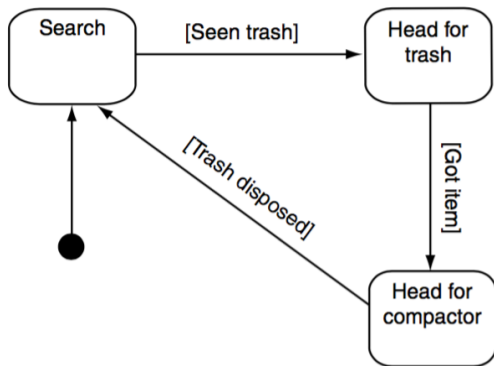 Search
[Seen trash]
Head for
trash
[Trash disposed]
[Got item]
Head for
compactor